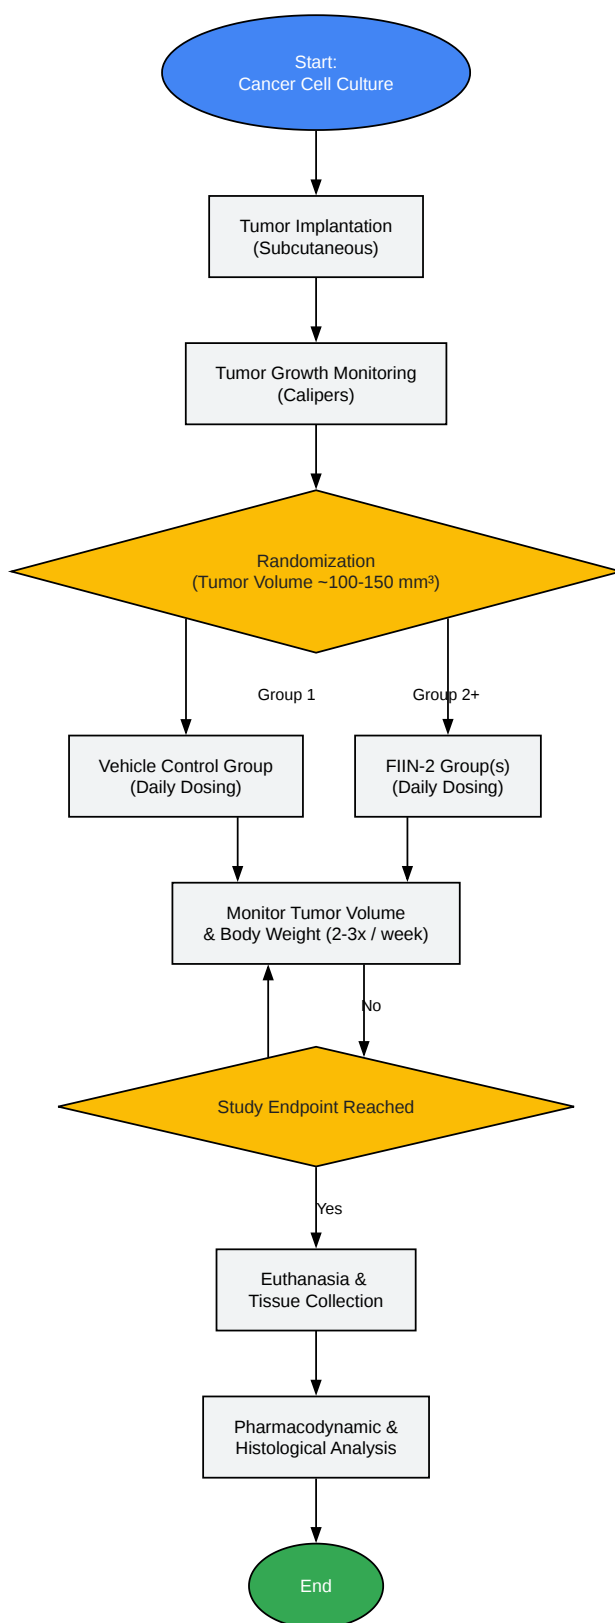 Start:
Cancer Cell Culture
Tumor Implantation
(Subcutaneous)
Tumor Growth Monitoring
(Calipers)
Randomization
(Tumor Volume ~100-150 mm³)
Group 1
Group 2+
Vehicle Control Group
(Daily Dosing)
FIIN-2 Group(s)
(Daily Dosing)
Monitor Tumor Volume
& Body Weight (2-3x / week)
No
Study Endpoint Reached
Yes
Euthanasia &
Tissue Collection
Pharmacodynamic &
Histological Analysis
End